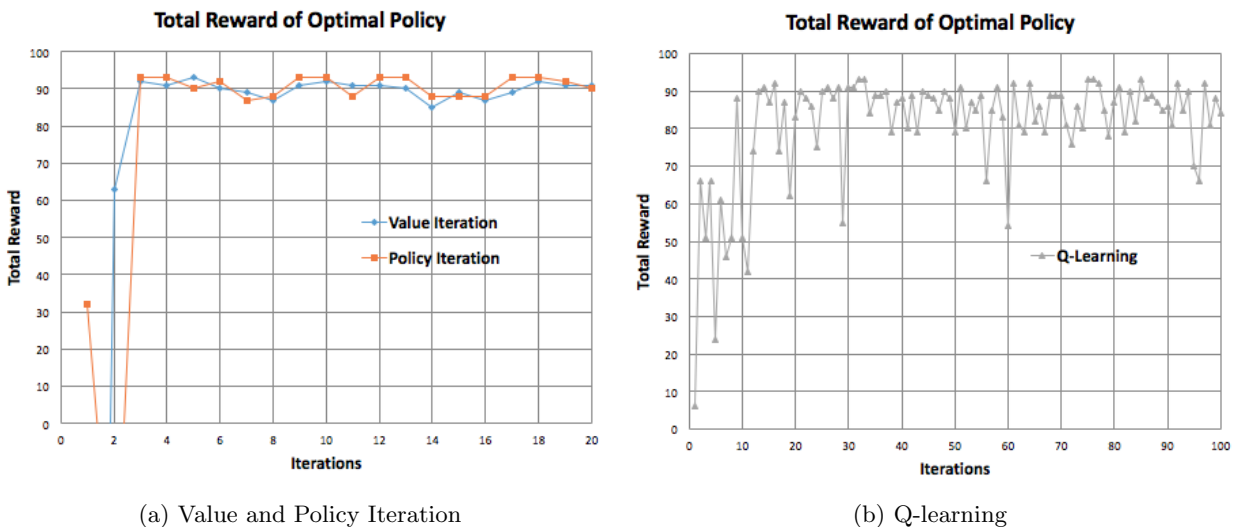 Total Reward of Optimal Policy
100
90
80
70
60
50
40
30
20
10
0
0 2 4 6 8 10 12 14 16 18 20
Total Reward
Iterations
Value Iteration
Policy Iteration
(a) Value and Policy Iteration
Total Reward of Optimal Policy
100
90
80
70
60
50
40
30
20
10
0
0 10 20 30 40 50 60 70 80 90 100
Total Reward
Iterations
Q-Learning
(b) Q-learning